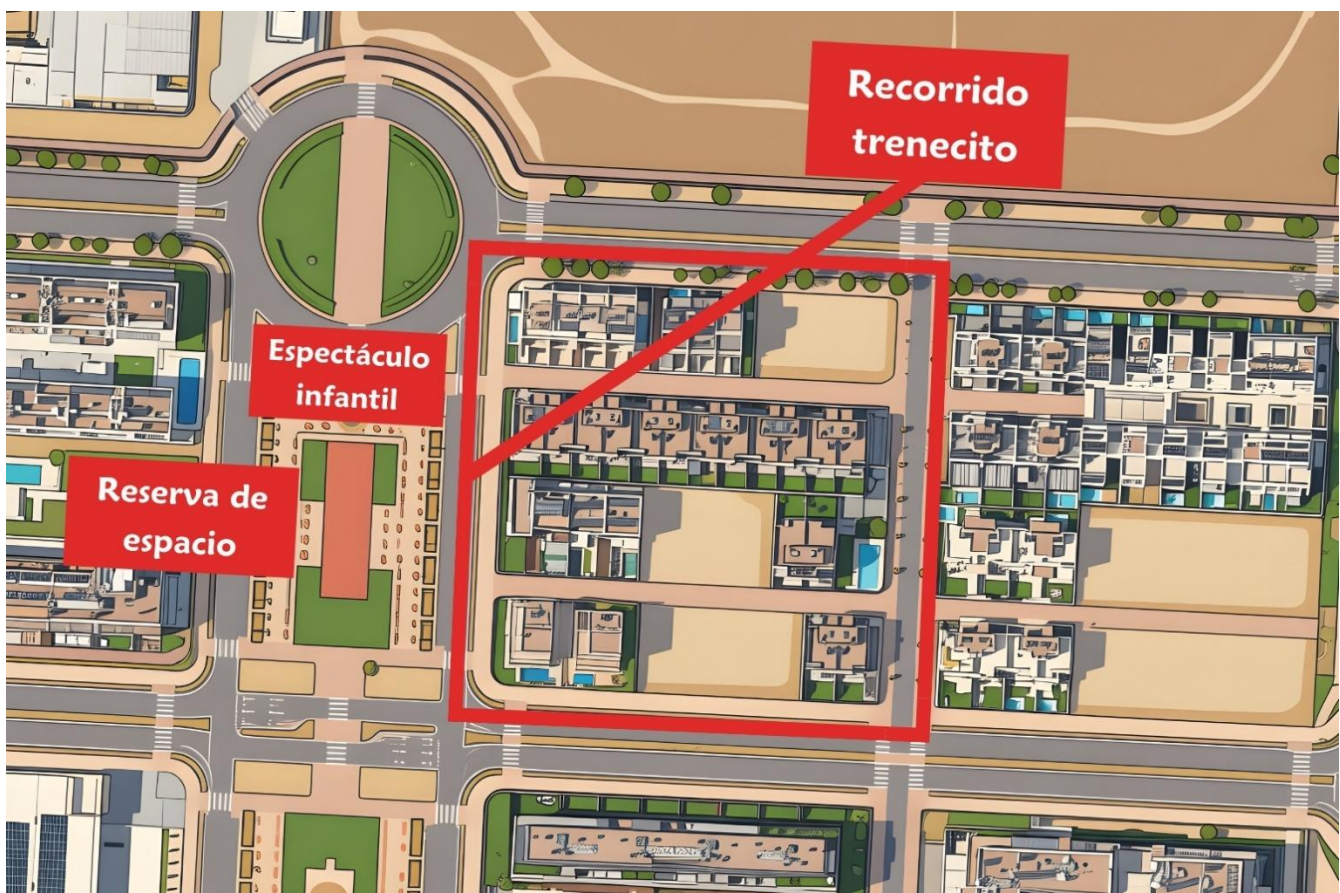 Recorrido
trenecito
Espectáculo
infantil
Reserva de
espacio